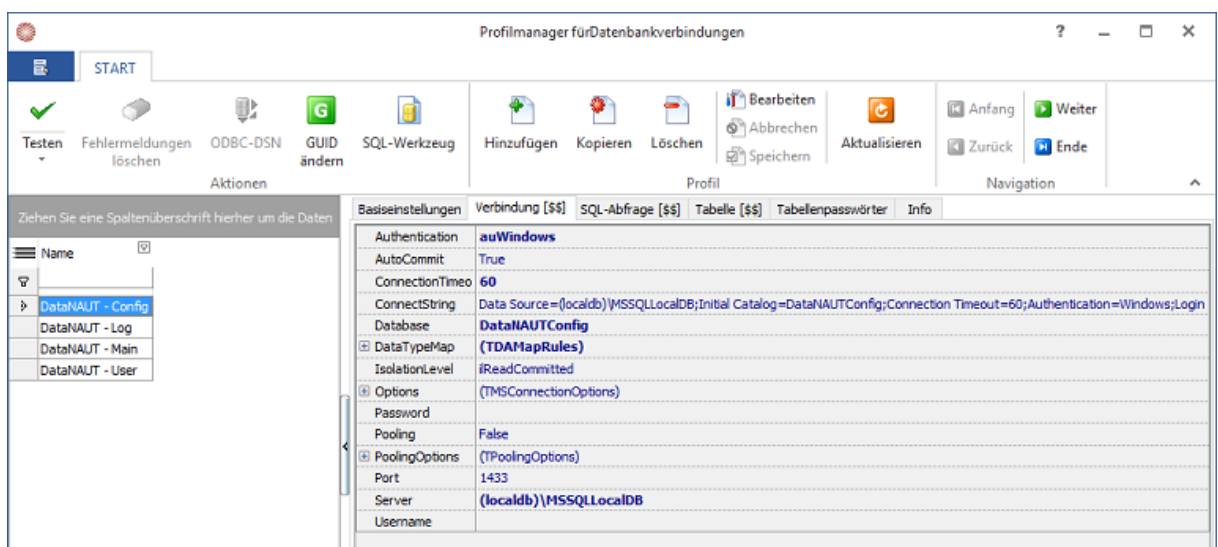 Profilmanager fürDatenbankverbindungen
START
Testen
Fehlermeldungen
löschen
ODBC-DSN
GUID
ändern
SQL-Werkzeug
Aktionen
Hinzufügen
Kopieren
Löschen
Bearbeiten
Abbrechen
Speichern
Aktualisieren
Profil
Anfang
Weiter
Zurück
Ende
Navigation
Ziehen Sie eine Spaltenüberschrift hierher um die Daten
Name
DataNAUT - Config
DataNAUT - Log
DataNAUT - Main
DataNAUT - User
Basiseinstellungen Verbindung [$$] SQL-Abfrage [$$] Tabelle [$$] Tabellenpasswörter Info
Authentication auWindows
AutoCommit True
ConnectionTimeo 60
ConnectString Data Source=(localdb)\MSSQLLocalDB;Initial Catalog=DataNAUTConfig;Connection Timeout=60;Authentication=Windows;Login
Database DataNAUTConfig
DataTypeMap (TDAMapRules)
IsolationLevel ilReadCommitted
Options (TMSConnectionOptions)
Password
Pooling False
PoolingOptions (TPoolingOptions)
Port 1433
Server (localdb)\MSSQLLocalDB
Username